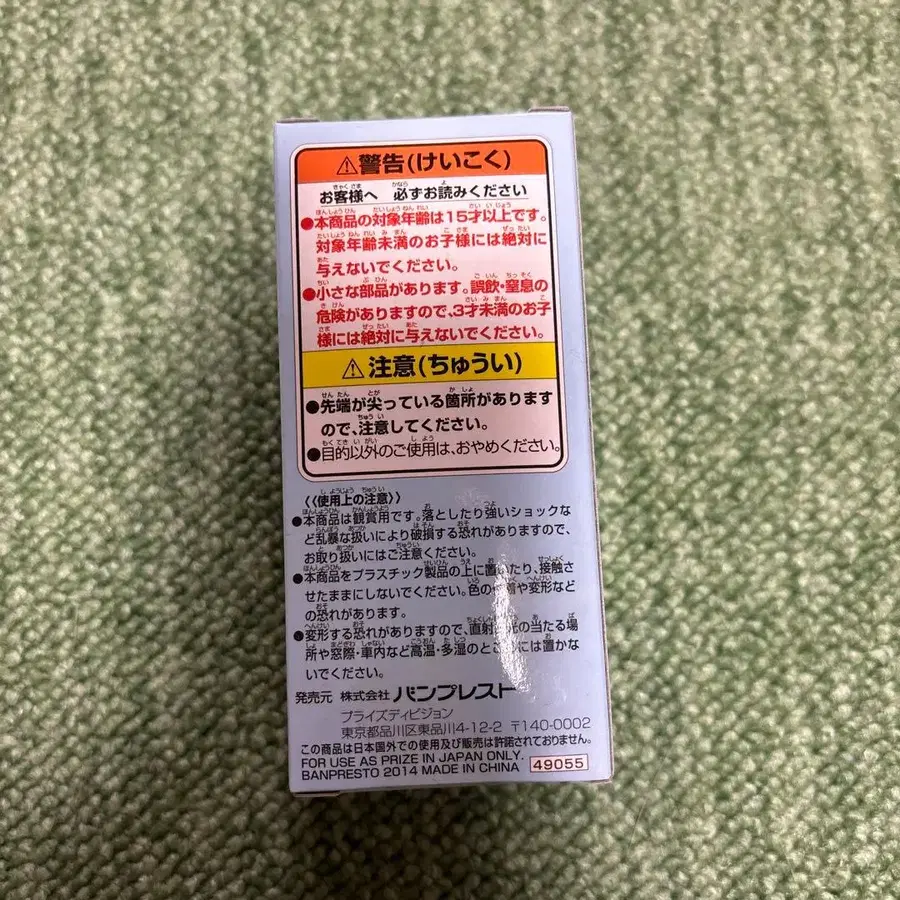 ⚠警告(けいこく)
お客様へ 必ずお読みください
●本商品の対象年齢は15才以上です。
対象年齢未満のお子様には絶対に
与えないでください。
●小さな部品があります。誤飲・窒息の
危険がありますので、3才未満のお子
様には絶対に与えないでください。
⚠注意(ちゅうい)
●先端が尖っている箇所があります
ので、注意してください。
●目的以外のご使用は、おやめください。
《使用上の注意》
●本商品は観賞用です。落としたり強いショックな
ど乱暴な扱いにより破損する恐れがありますので、
お取り扱いにはご注意ください。
●本商品をプラスチック製品の上に置いたり、接触さ
せたままにしないでください。色の着や変形など
の恐れがあります。
●変形する恐れがありますので、直射光の当たる場
所や窓際・車内など高温・多湿のところには置かな
いでください。
発売元 株式会社 バンプレスト
プライズディビジョン
東京都品川区東品川4-12-2 〒140-0002
この商品は日本国外での使用及び販売は許諾されておりません。
FOR USE AS PRIZE IN JAPAN ONLY.
BANPRESTO 2014 MADE IN CHINA 49055